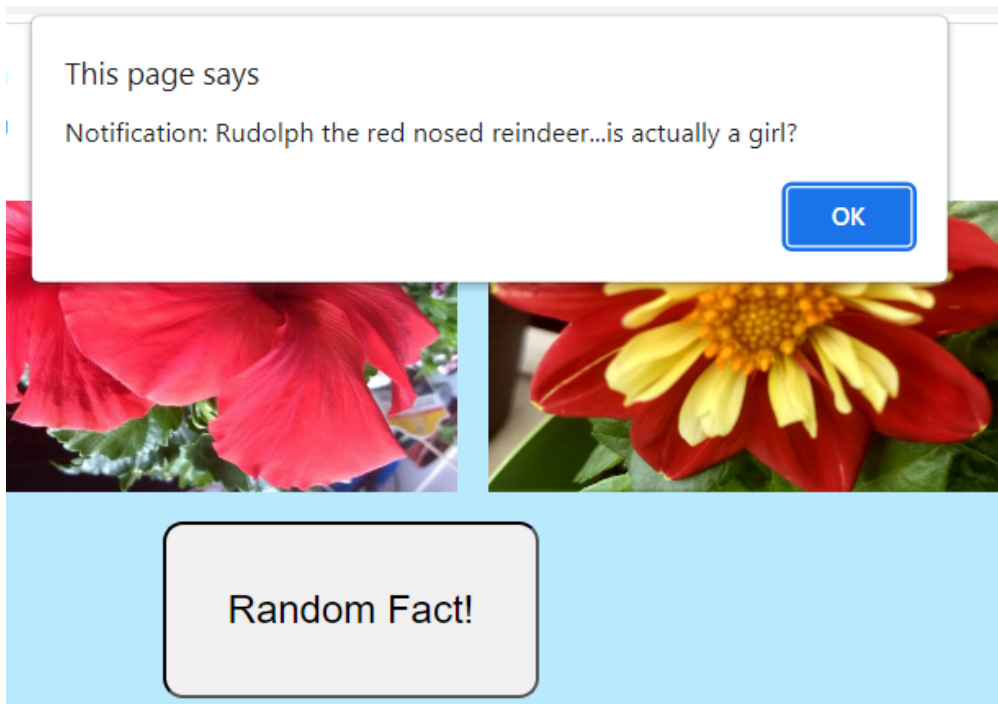 This page says
Notification: Rudolph the red nosed reindeer...is actually a girl?
OK
Random Fact!